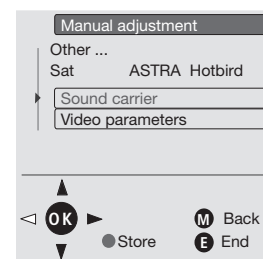 Manual adjustment
Other ...
Sat ASTRA Hotbird
Sound carrier
Video parameters
OK M Back
Store E End